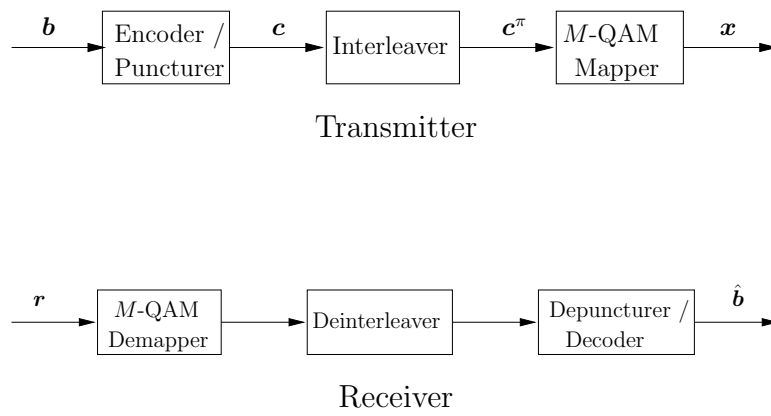 b
Encoder /
Puncturer
c
Interleaver
c^π
M-QAM
Mapper
x
Transmitter
r
M-QAM
Demapper
Deinterleaver
Depuncturer /
Decoder
b̂
Receiver